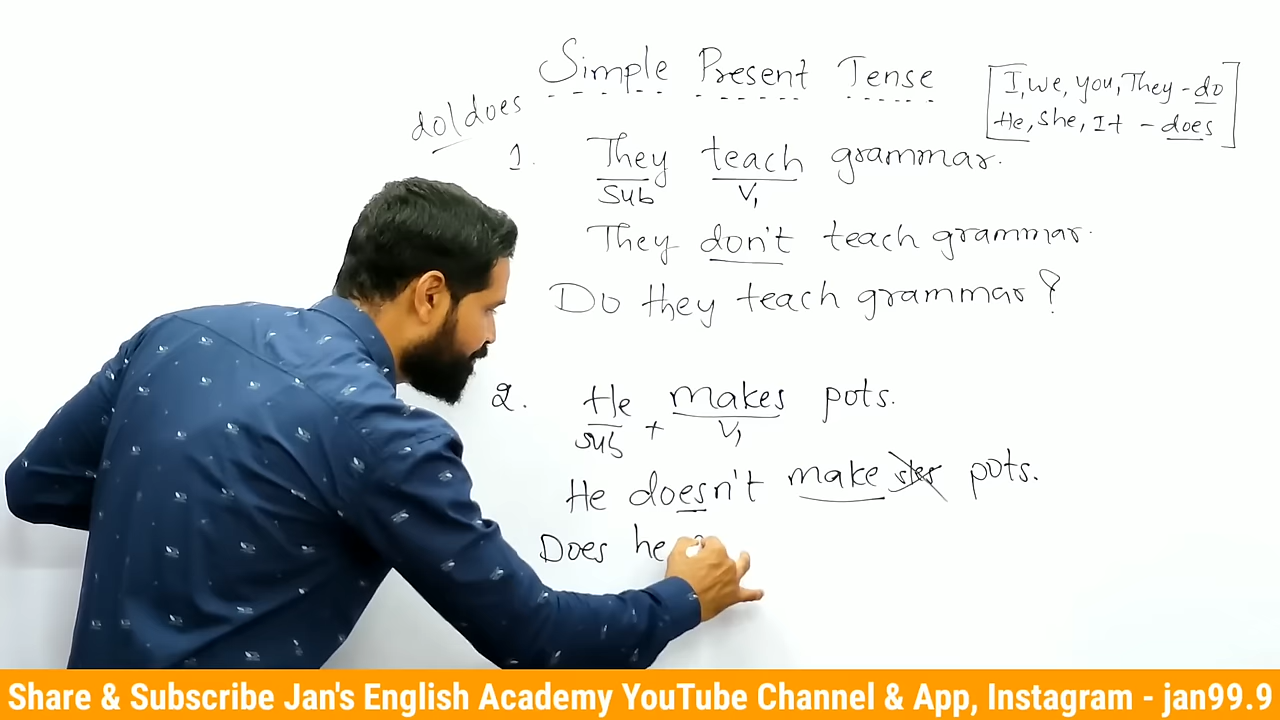 Simple Present Tense
do/does
I, we, you, They - do
He, she, It - does
1. They teach grammar.
sub V1
They don't teach grammar.
Do they teach grammar?
2. He makes pots.
sub + V1
He doesn't make pots.
Does he
Share & Subscribe Jan's English Academy YouTube Channel & App, Instagram - jan99.9